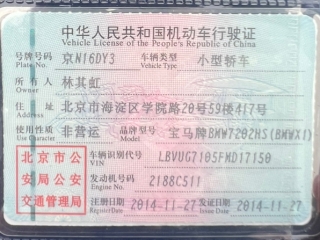 中华人民共和国机动车行驶证
Vehicle License of the People's Republic of China
号牌号码 京N16DY3 车辆类型 小型轿车
Plate No. Vehicle Type
所有人 林其虹
Owner
住址 北京市海淀区学院路20号59楼417号
Address
使用性质 非营运 品牌型号 宝马牌BMW7202HS(BMWX1)
Use Character Model
北京市公 车辆识别代号 LBVUG7105FMD17150
VIN
安局公安 发动机号码 2188C511
Engine No.
交通管理局 注册日期 2014-11-27 发证日期 2014-11-27
Register Date Issue Date